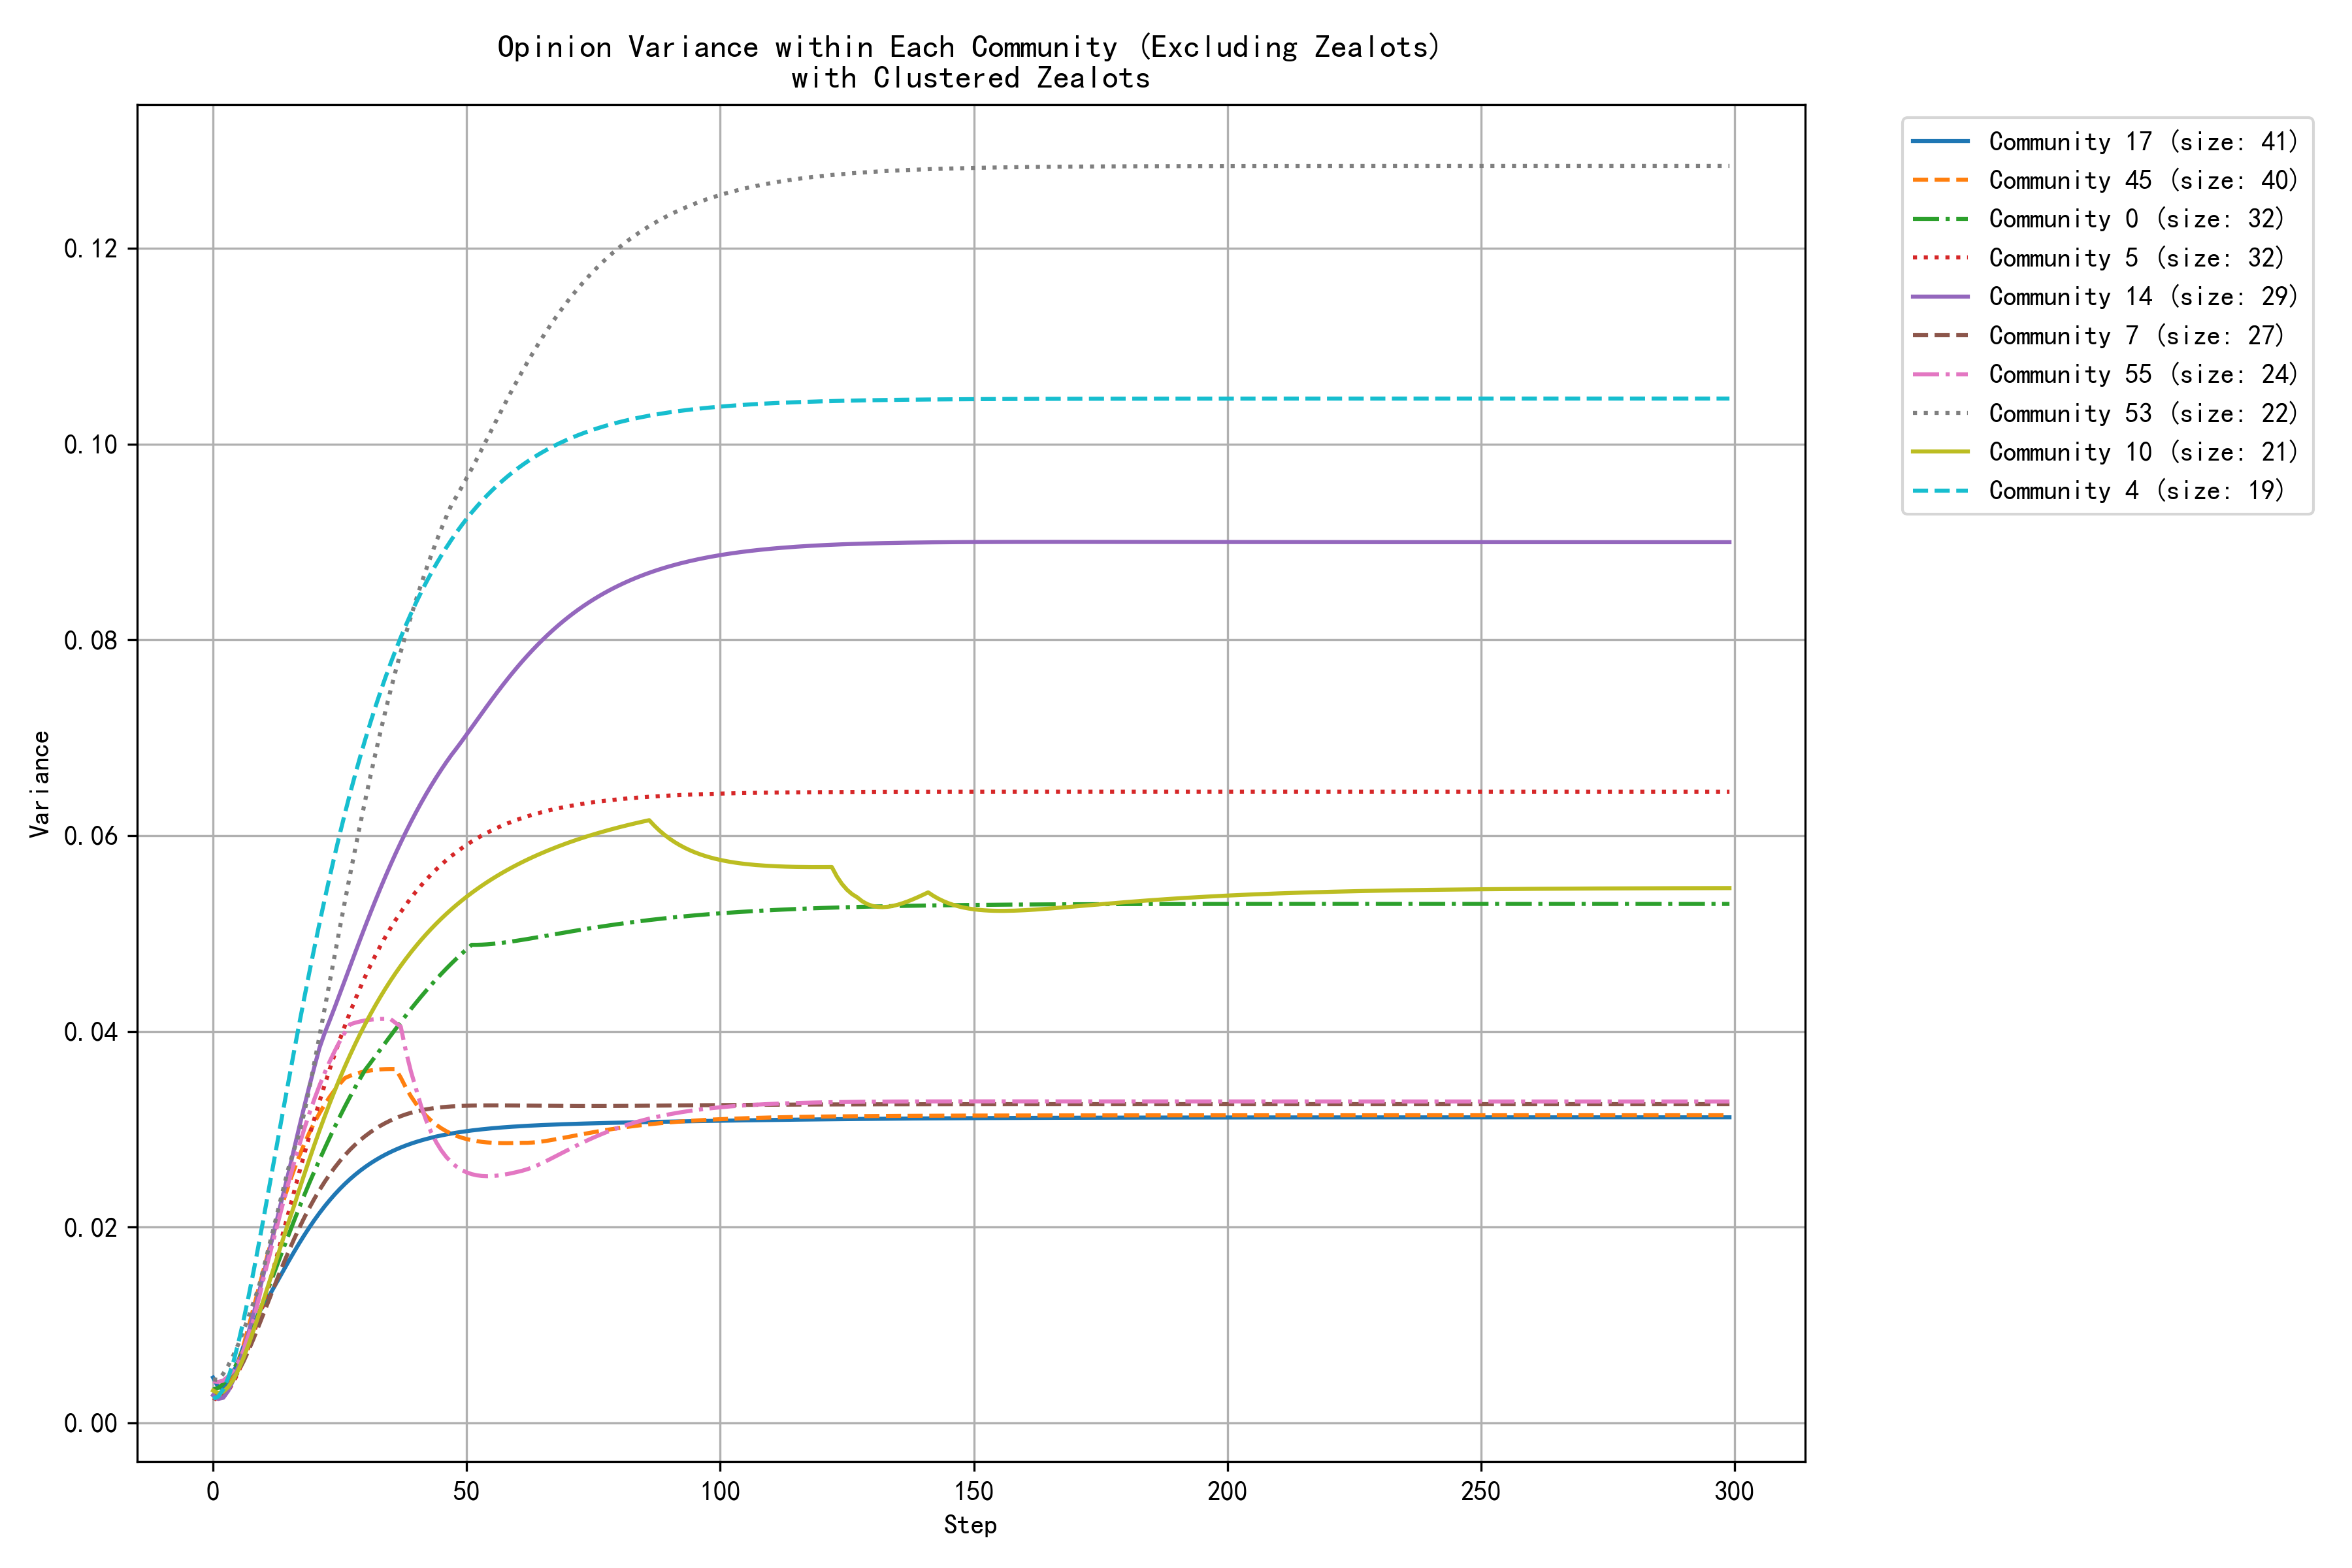 Opinion Variance within Each Community (Excluding Zealots)
with Clustered Zealots
Variance
0.12
0.10
0.08
0.06
0.04
0.02
0.00
0 50 100 150 200 250 300
Step
Community 17 (size: 41)
Community 45 (size: 40)
Community 0 (size: 32)
Community 5 (size: 32)
Community 14 (size: 29)
Community 7 (size: 27)
Community 55 (size: 24)
Community 53 (size: 22)
Community 10 (size: 21)
Community 4 (size: 19)